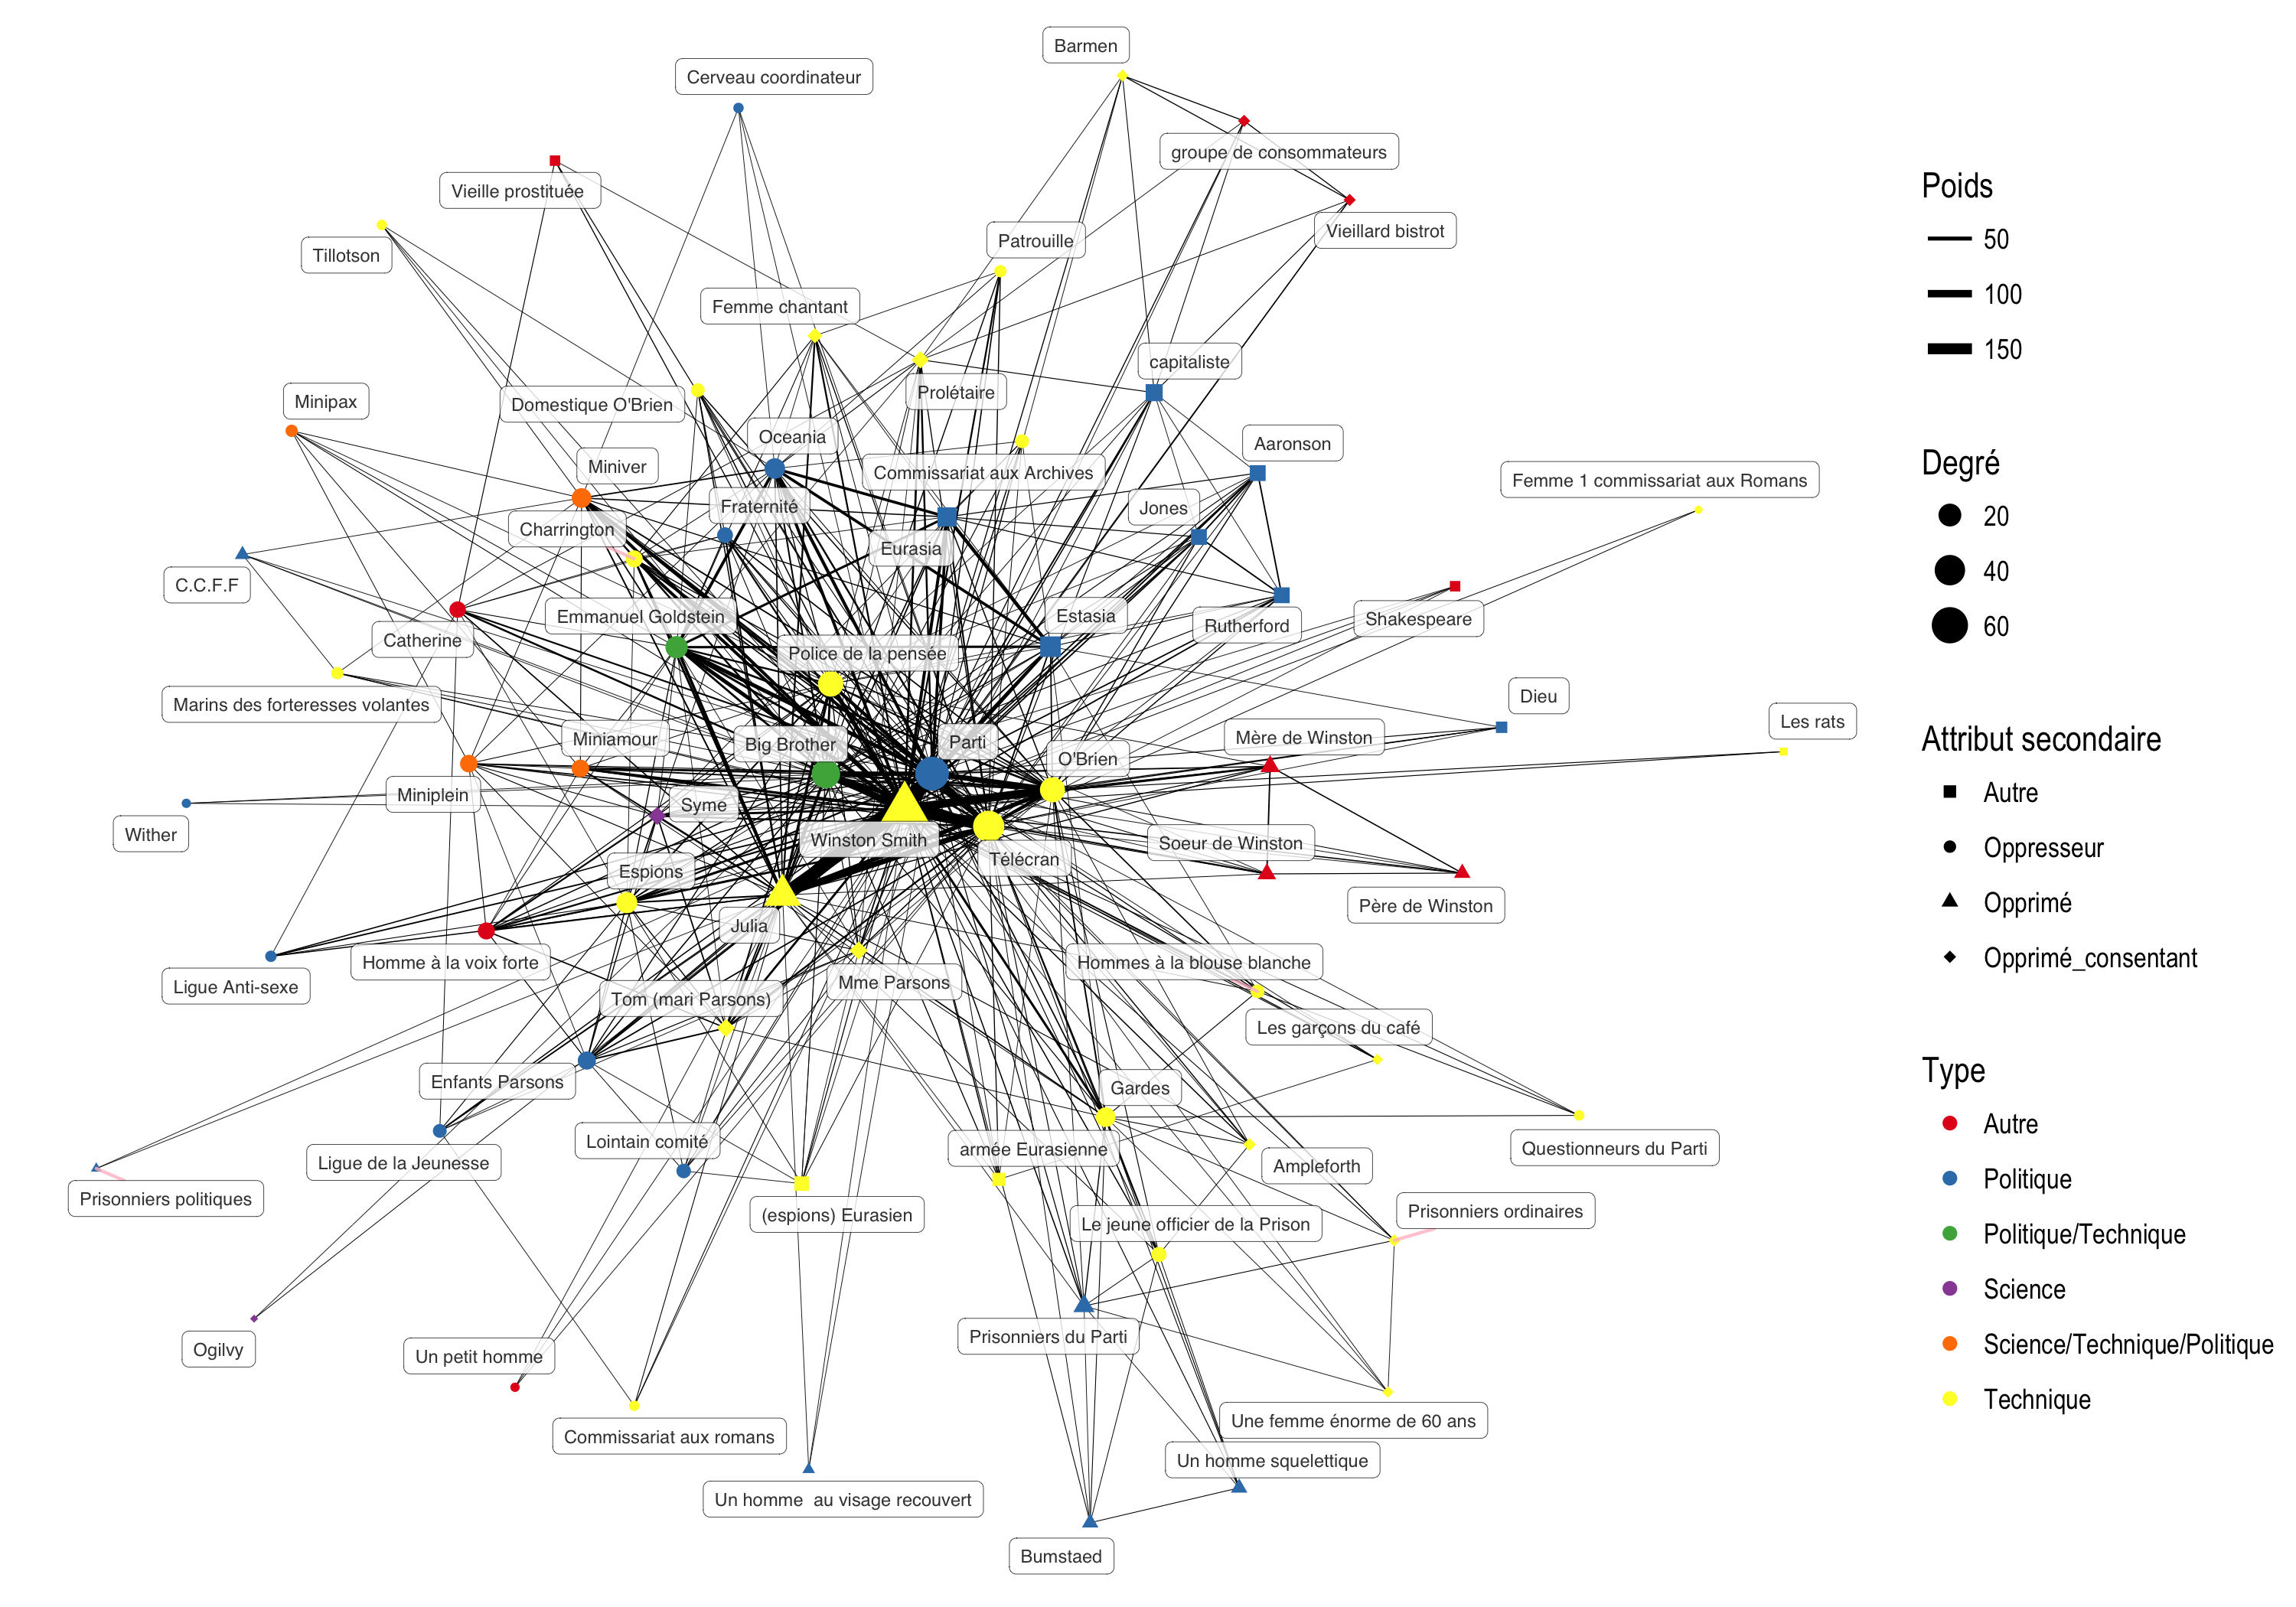 Barmen
Cerveau coordinateur
groupe de consommateurs
Vieille prostituée
Vieillard bistrot
Patrouille
Tillotson
Femme chantant
capitaliste
Prolétaire
Minipax
Domestique O'Brien
Oceania
Aaronson
Miniver
Commissariat aux Archives
Femme 1 commissariat aux Romans
Fraternité
Jones
Charrington
Eurasia
C.C.F.F
Emmanuel Goldstein
Estasia
Rutherford
Shakespeare
Catherine
Police de la pensée
Dieu
Marins des forteresses volantes
Les rats
Miniamour
Big Brother
Parti
Mère de Winston
O'Brien
Miniplein
Syme
Wither
Winston Smith
Soeur de Winston
Télécran
Espions
Père de Winston
Julia
Homme à la voix forte
Hommes à la blouse blanche
Ligue Anti-sexe
Mme Parsons
Tom (mari Parsons)
Les garçons du café
Enfants Parsons
Gardes
Lointain comité
armée Eurasienne
Questionneurs du Parti
Ligue de la Jeunesse
Ampleforth
Prisonniers politiques
Prisonniers ordinaires
(espions) Eurasien
Le jeune officier de la Prison
Prisonniers du Parti
Ogilvy
Un petit homme
Une femme énorme de 60 ans
Commissariat aux romans
Un homme squelettique
Un homme  au visage recouvert
Bumstaed
Poids
50
100
150
Degré
20
40
60
Attribut secondaire
Autre
Oppresseur
Opprimé
Opprimé_consentant
Type
Autre
Politique
Politique/Technique
Science
Science/Technique/Politique
Technique